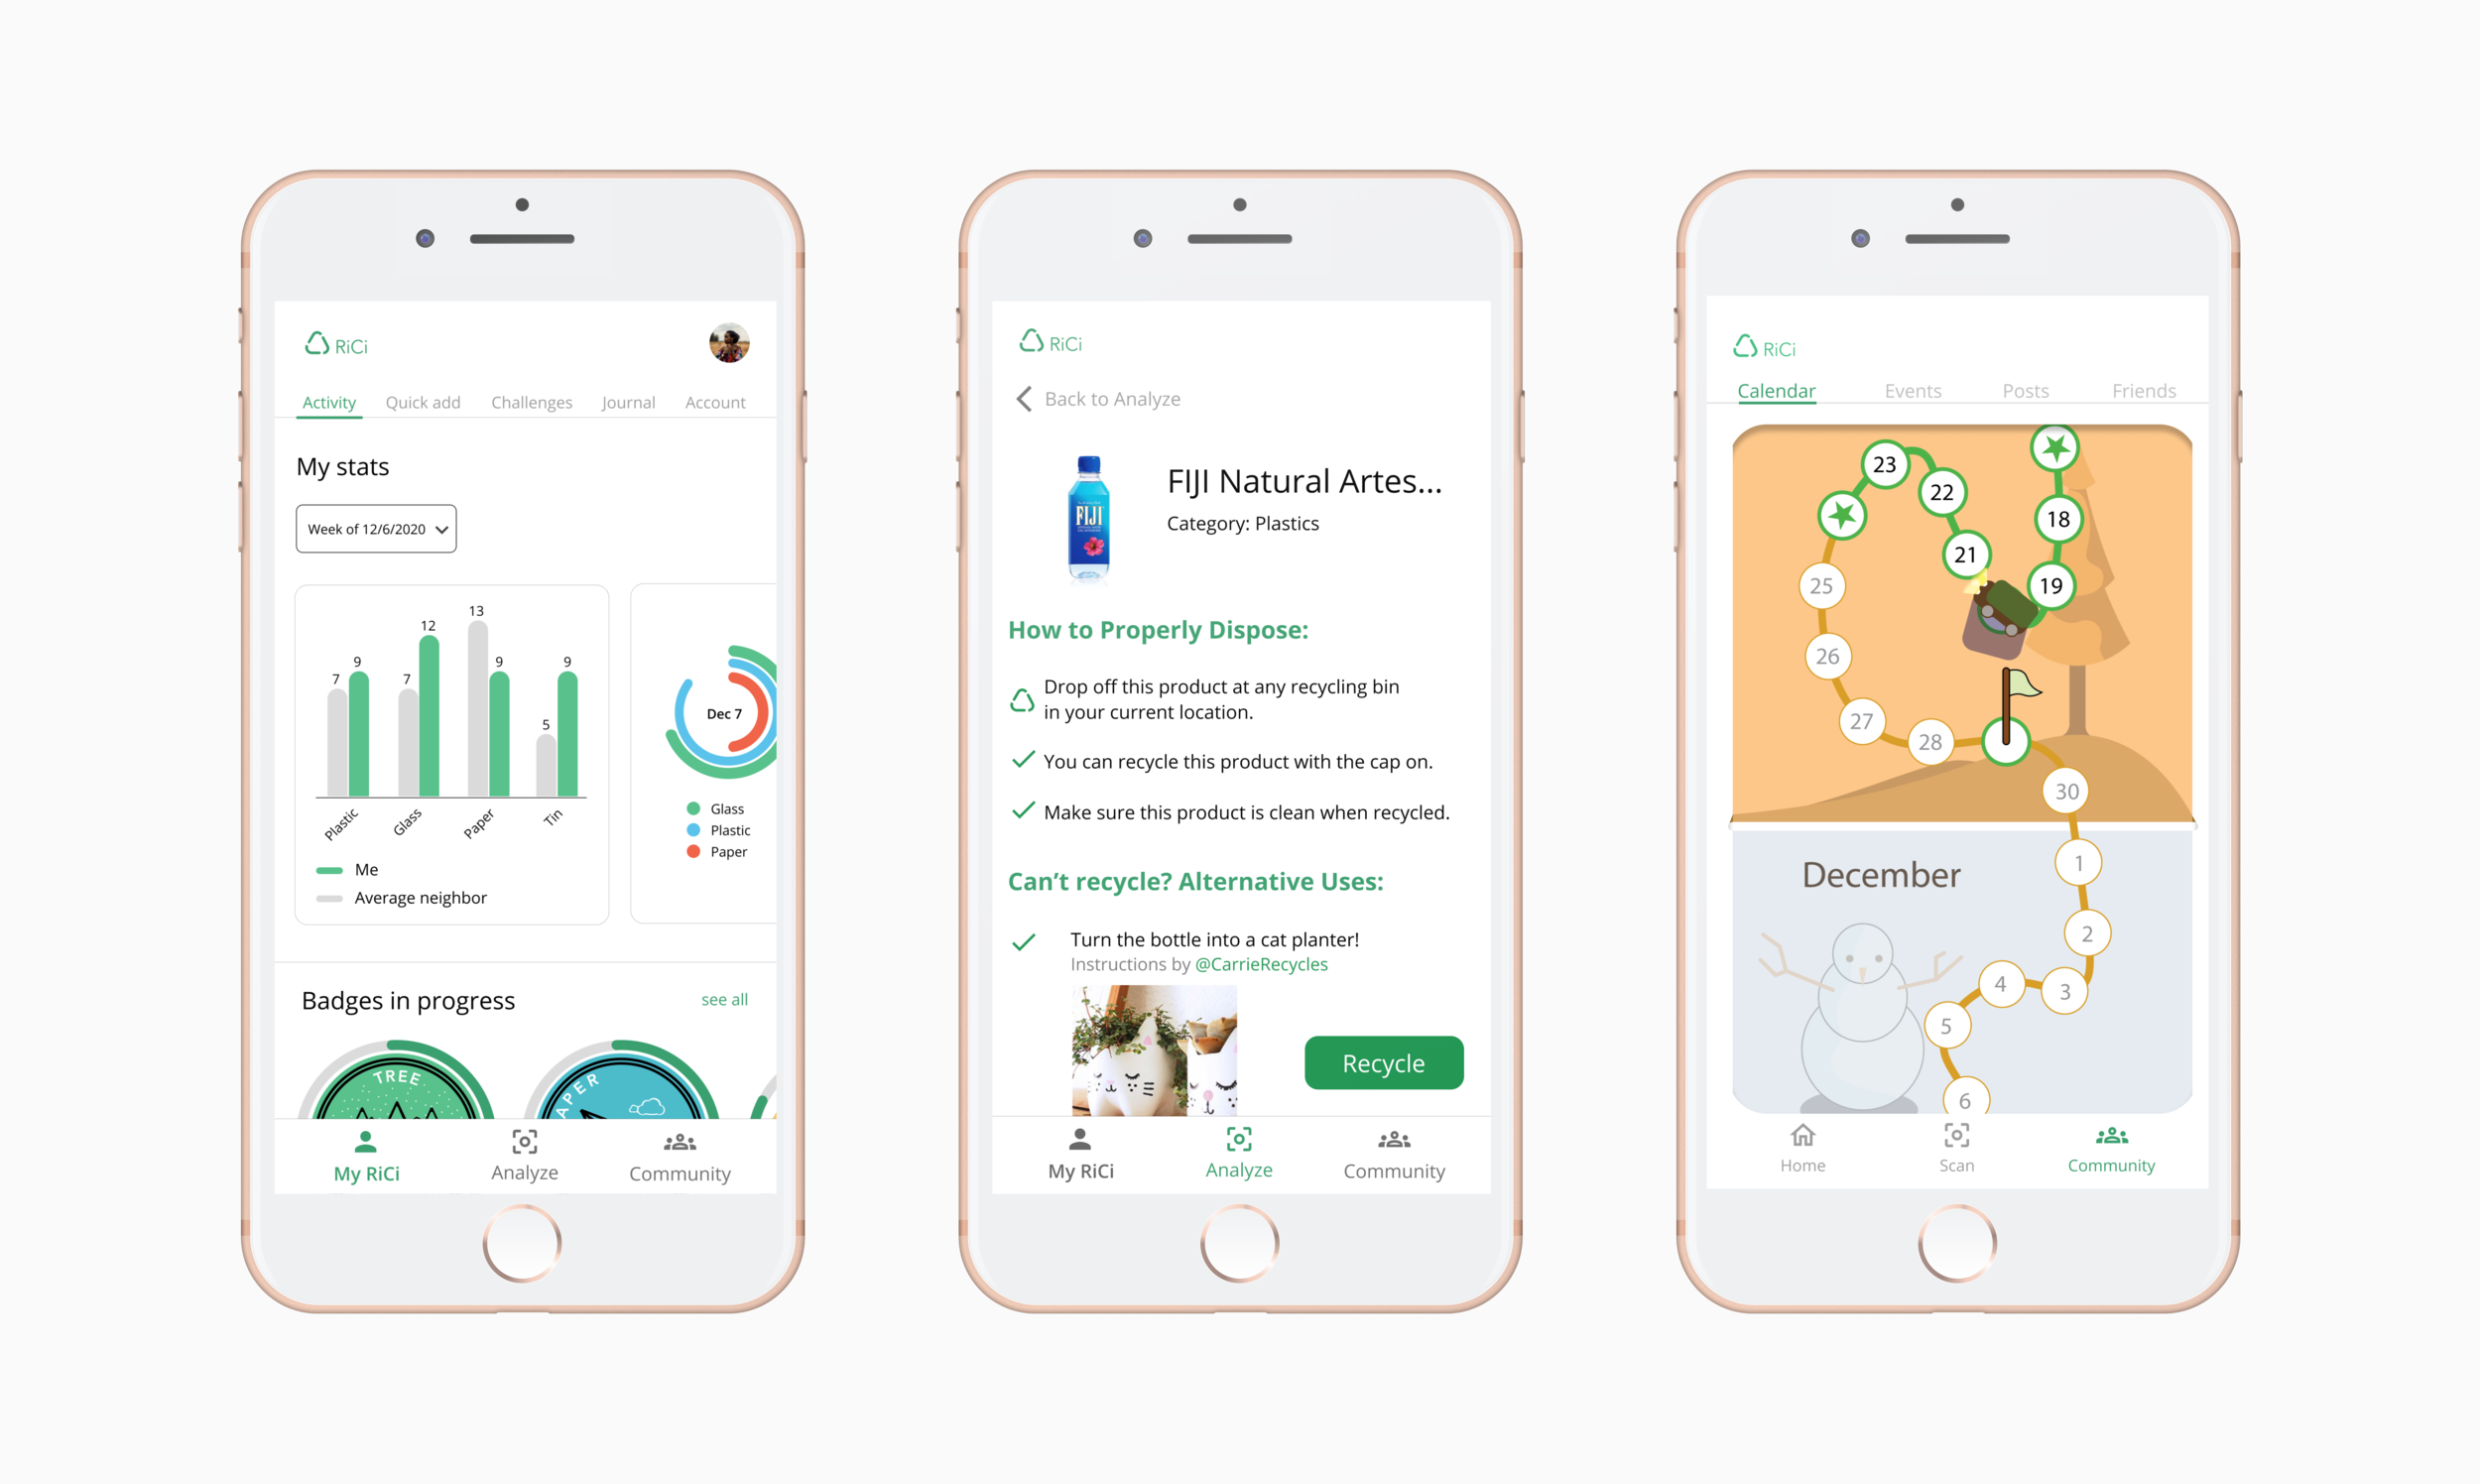 RiCi
Activity Quick add Challenges Journal Account
My stats
Week of 12/6/2020
7 9 7 12 13 9 5 9
Plastic Glass Paper Tin
Me
Average neighbor
Dec 7
Glass
Plastic
Paper
Badges in progress see all
TREE
APER
My RiCi Analyze Community
RiCi
Back to Analyze
FIJI
FIJI Natural Artes...
Category: Plastics
How to Properly Dispose:
Drop off this product at any recycling bin
in your current location.
You can recycle this product with the cap on.
Make sure this product is clean when recycled.
Can't recycle? Alternative Uses:
Turn the bottle into a cat planter!
Instructions by @CarrieRecycles
Recycle
My RiCi Analyze Community
RiCi
Calendar Events Posts Friends
23
22
18
21
25 19
26
27 28
30
1
December
2
4 3
5
6
Home Scan Community